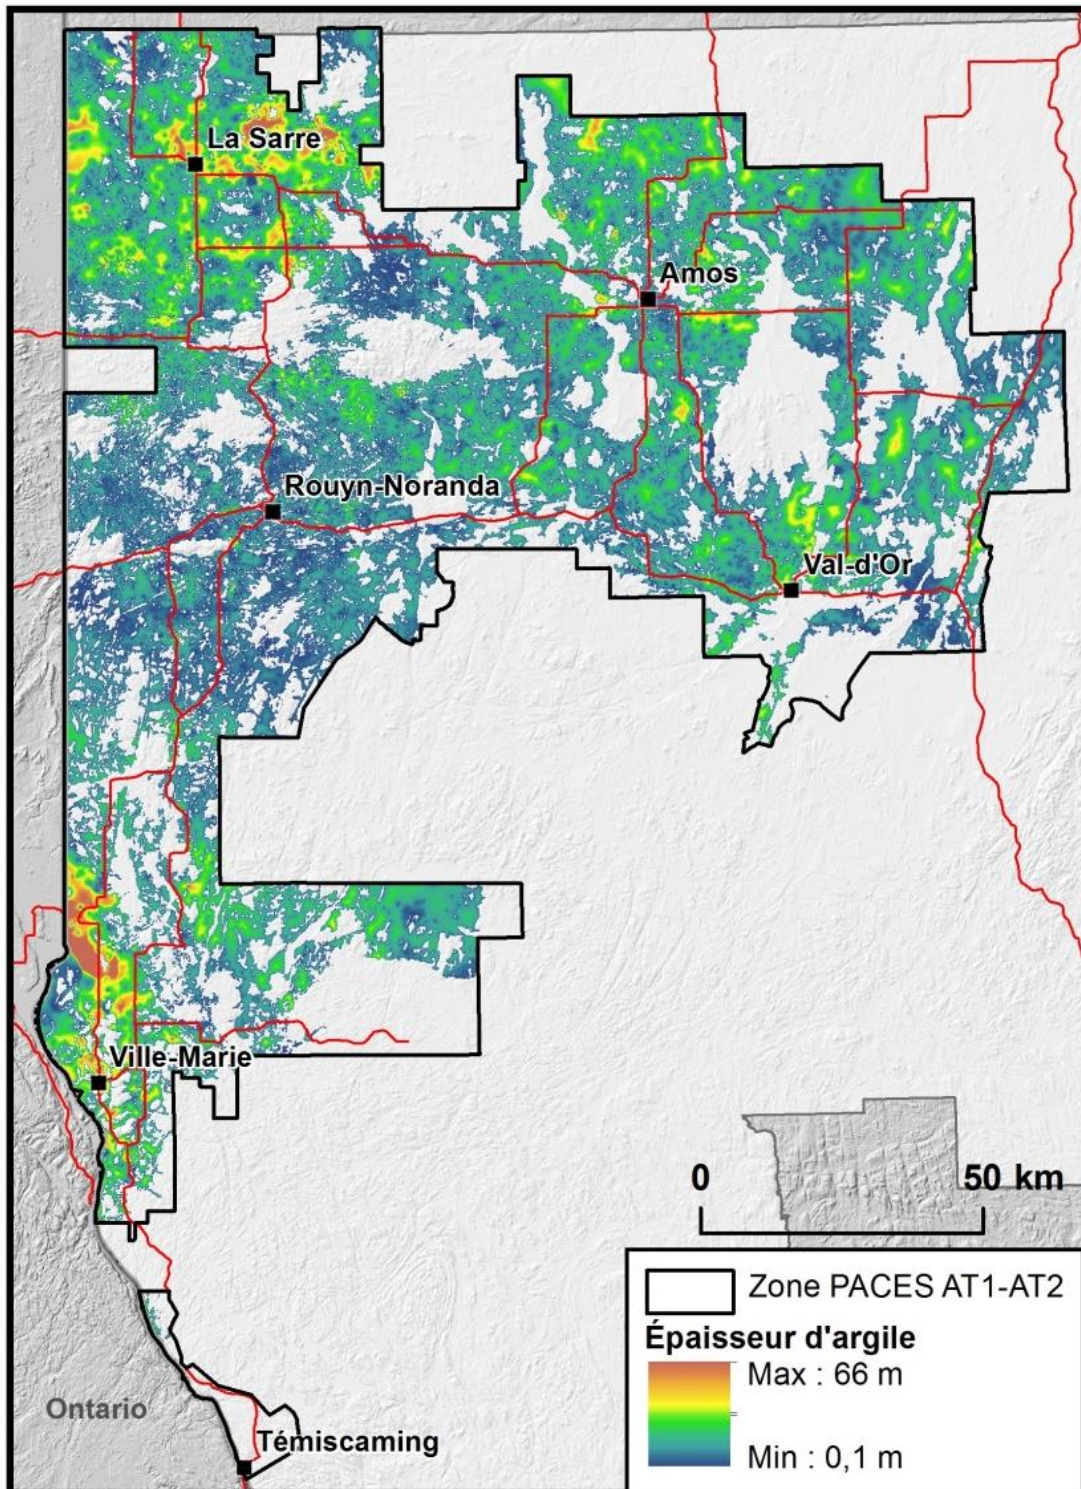 La Sarre
Amos
Rouyn-Noranda
Val-d'Or
Ville-Marie
0 50 km
Zone PACES AT1-AT2
Épaisseur d'argile
Max : 66 m
Min : 0,1 m
Ontario
Témiscaming